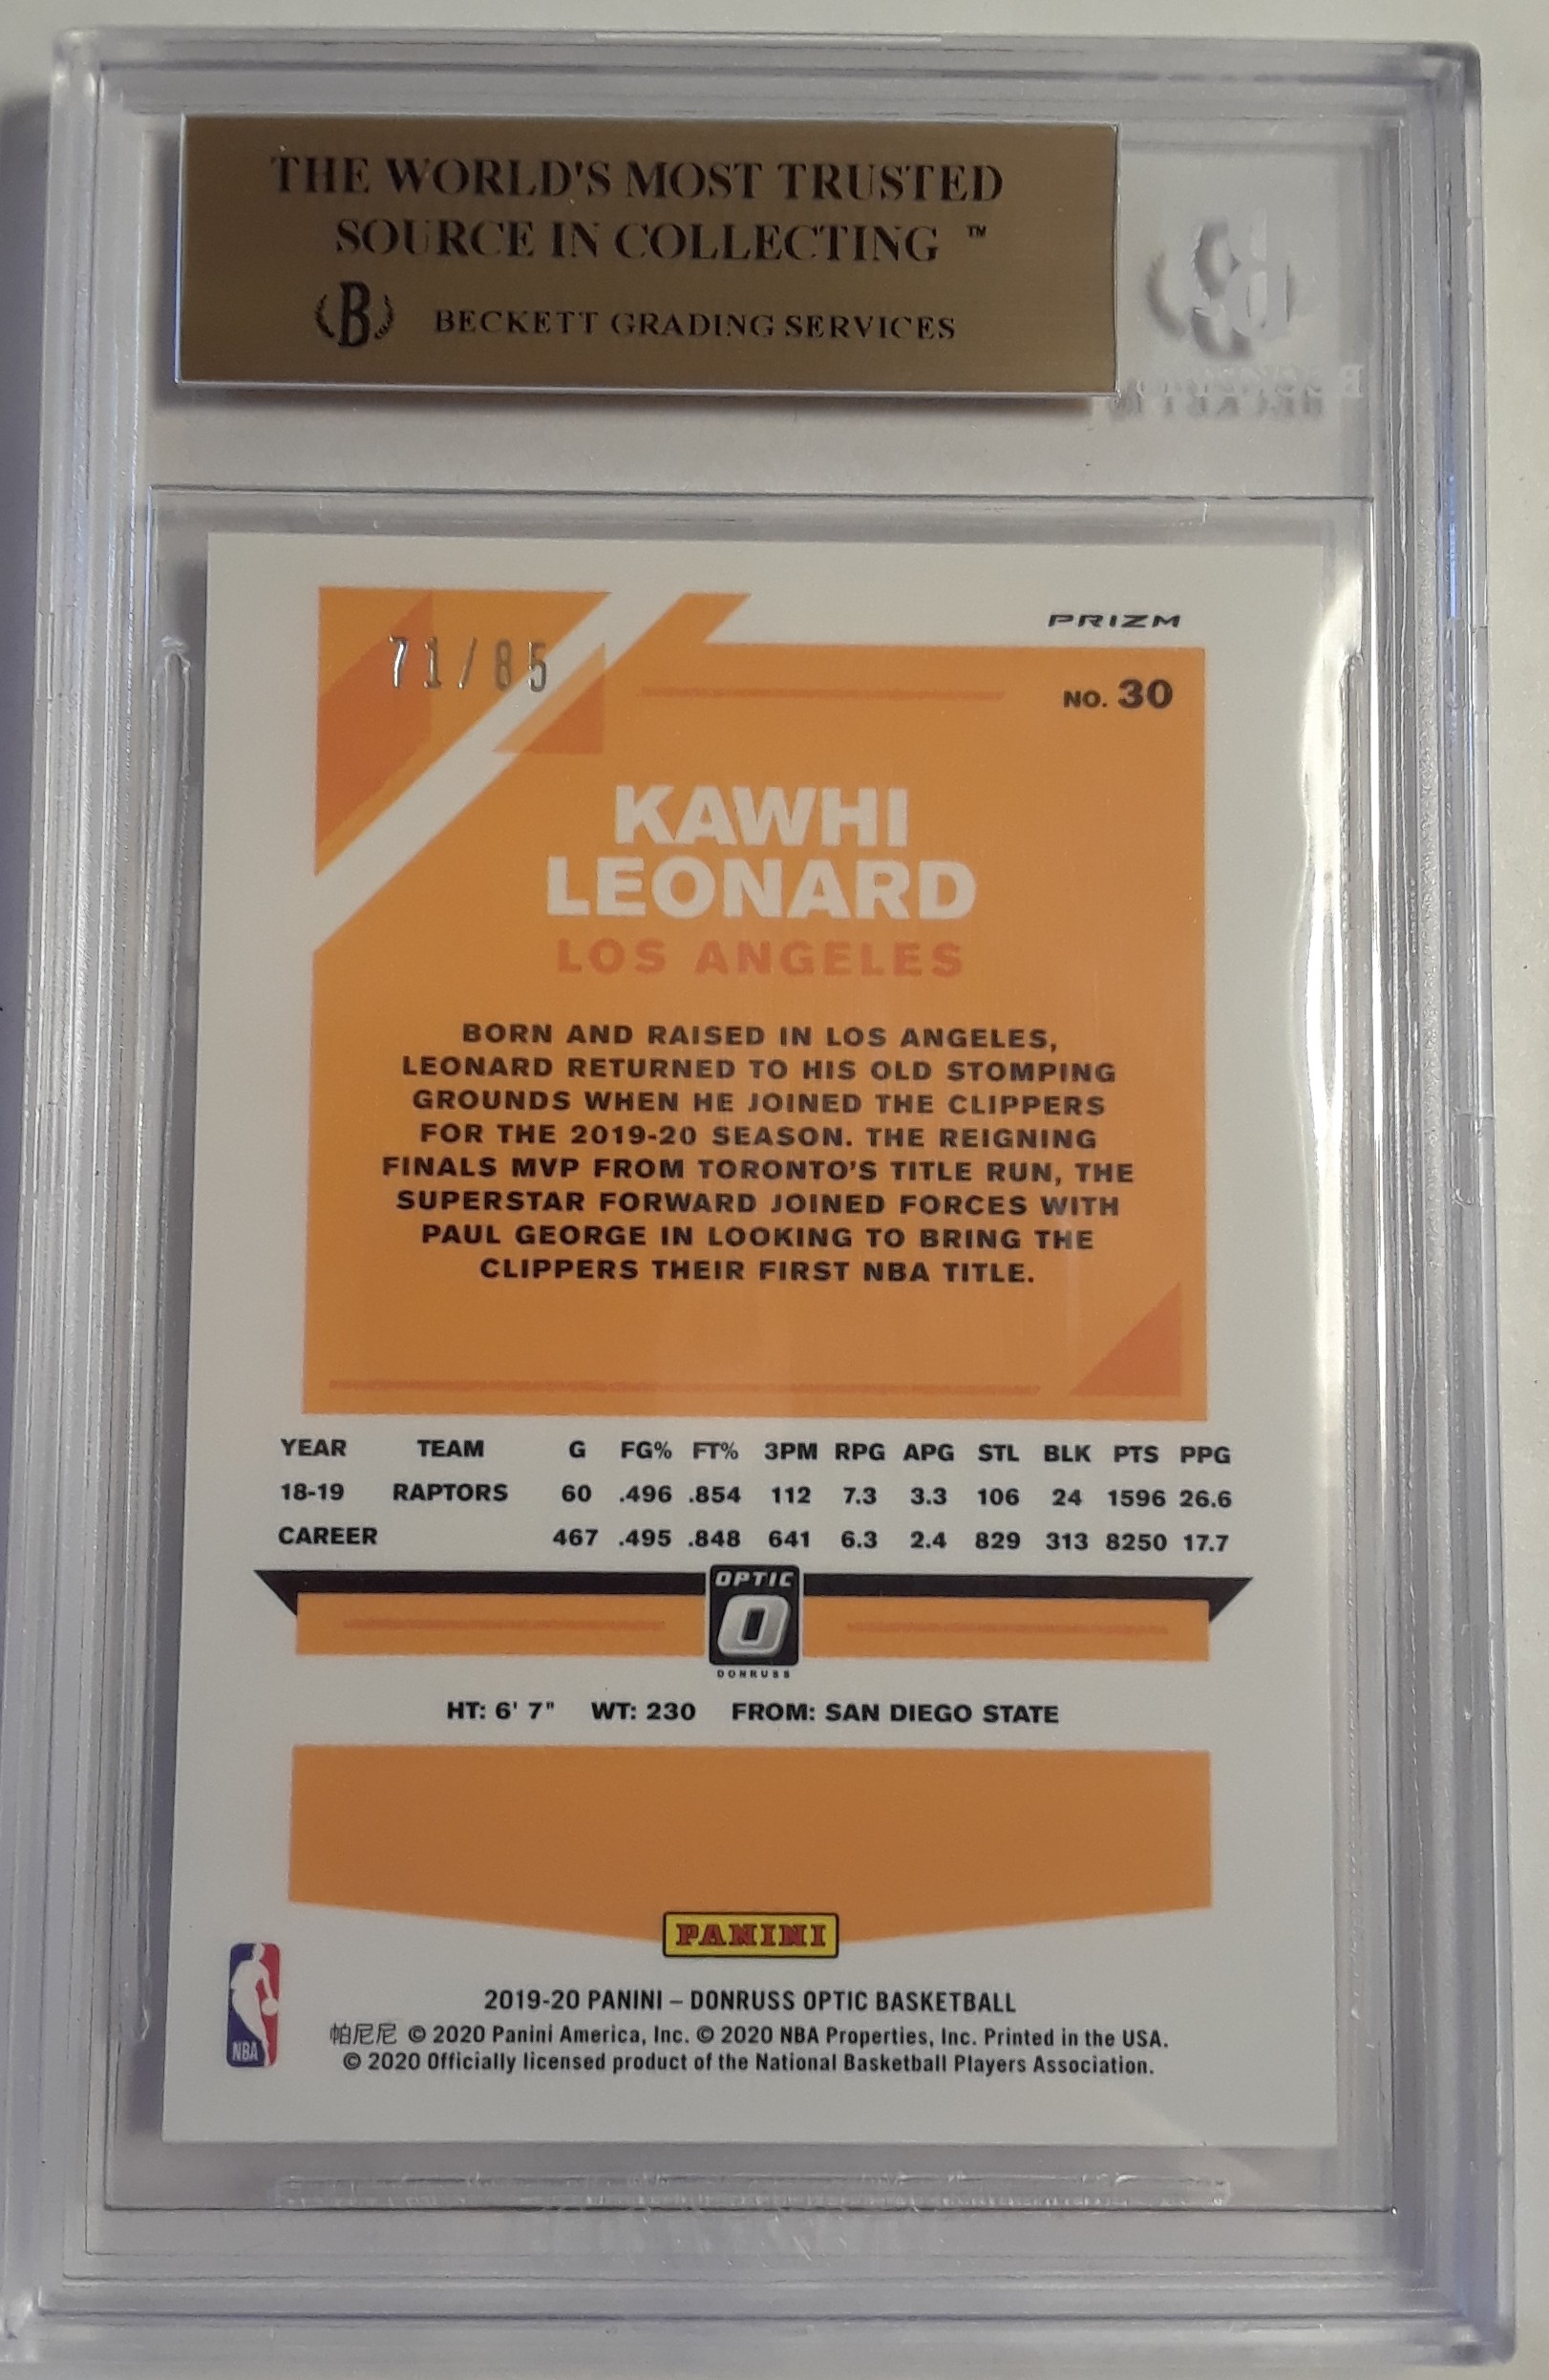 THE WORLD'S MOST TRUSTED
SOURCE IN COLLECTING ™
B BECKETT GRADING SERVICES
PRIZM
71/85
NO. 30
KAWHI
LEONARD
LOS ANGELES
BORN AND RAISED IN LOS ANGELES,
LEONARD RETURNED TO HIS OLD STOMPING
GROUNDS WHEN HE JOINED THE CLIPPERS
FOR THE 2019-20 SEASON. THE REIGNING
FINALS MVP FROM TORONTO'S TITLE RUN, THE
SUPERSTAR FORWARD JOINED FORCES WITH
PAUL GEORGE IN LOOKING TO BRING THE
CLIPPERS THEIR FIRST NBA TITLE.
YEAR TEAM G FG% FT% 3PM RPG APG STL BLK PTS PPG
18-19 RAPTORS 60 .496 .854 112 7.3 3.3 106 24 1596 26.6
CAREER 467 .495 .848 641 6.3 2.4 829 313 8250 17.7
OPTIC
O
DONRUSS
HT: 6' 7" WT: 230 FROM: SAN DIEGO STATE
PANINI
NBA
2019-20 PANINI – DONRUSS OPTIC BASKETBALL
帕尼尼 © 2020 Panini America, Inc. © 2020 NBA Properties, Inc. Printed in the USA.
© 2020 Officially licensed product of the National Basketball Players Association.